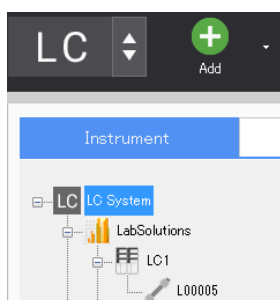 LC
Add
Instrument
LC LC System
LabSolutions
LC1
L00005